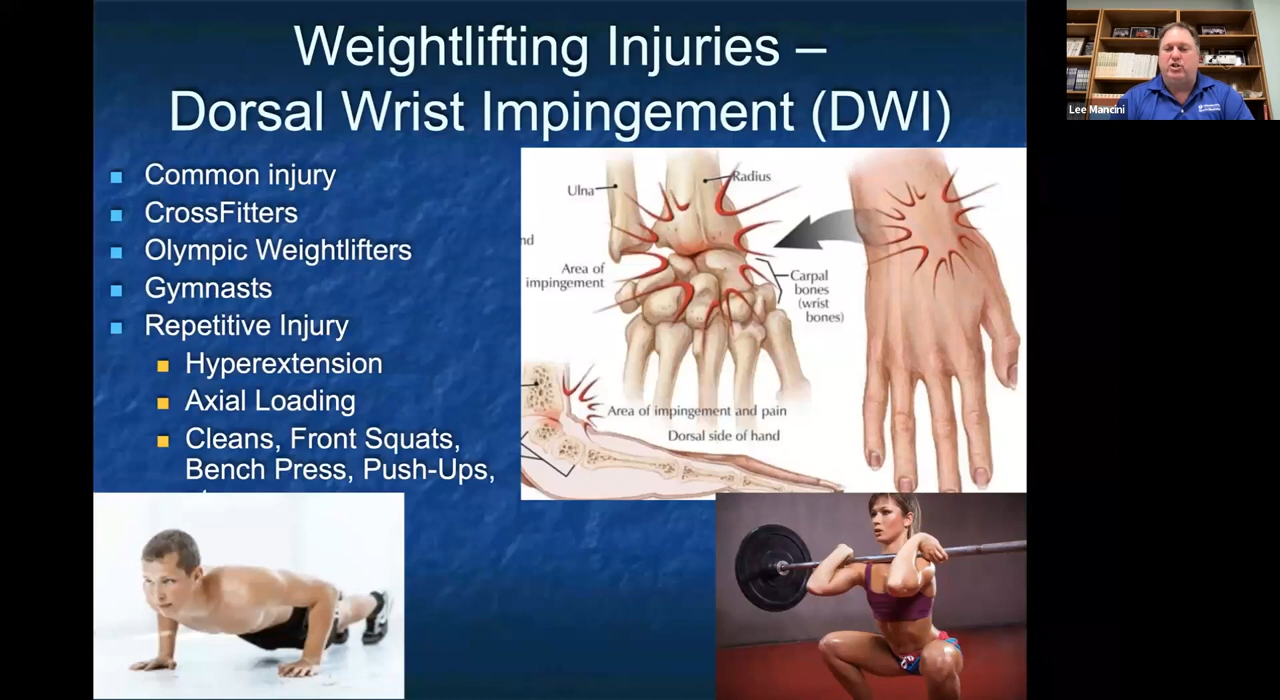 Weightlifting Injuries –
Dorsal Wrist Impingement (DWI)
Common injury
CrossFitters
Olympic Weightlifters
Gymnasts
Repetitive Injury
Hyperextension
Axial Loading
Cleans, Front Squats,
Bench Press, Push-Ups,
Ulna
Radius
nd
Area of
impingement
Carpal
bones
(wrist
bones)
Area of impingement and pain
Dorsal side of hand
Lee Mancini